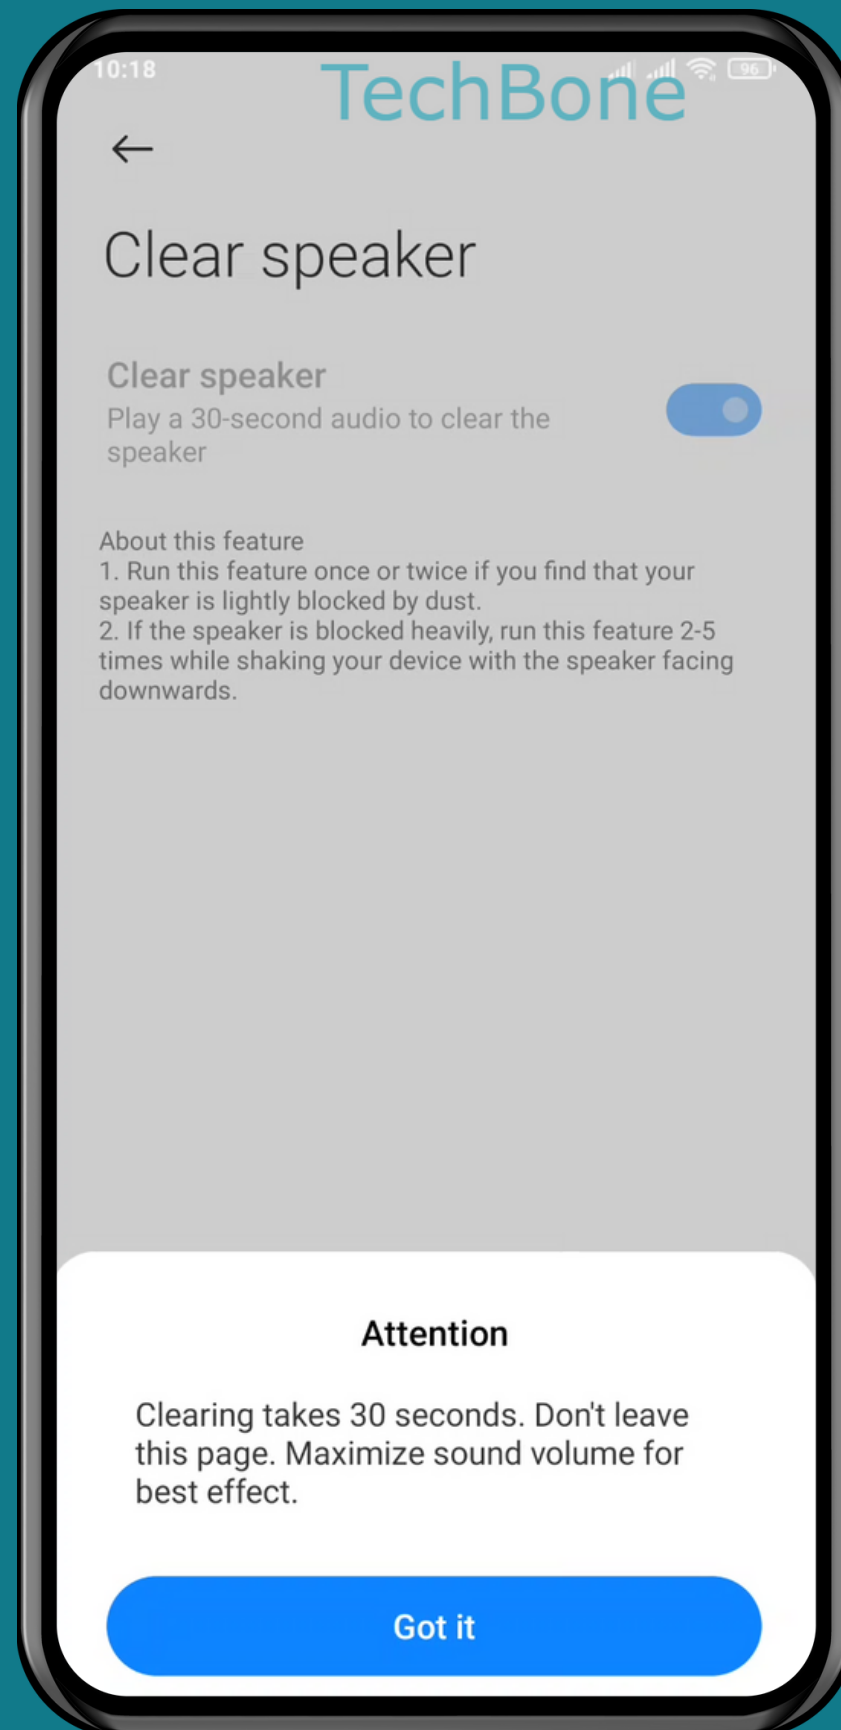 10:18
TechBone
96
Clear speaker
Clear speaker
Play a 30-second audio to clear the
speaker
About this feature
1. Run this feature once or twice if you find that your
speaker is lightly blocked by dust.
2. If the speaker is blocked heavily, run this feature 2-5
times while shaking your device with the speaker facing
downwards.
Attention
Clearing takes 30 seconds. Don't leave
this page. Maximize sound volume for
best effect.
Got it